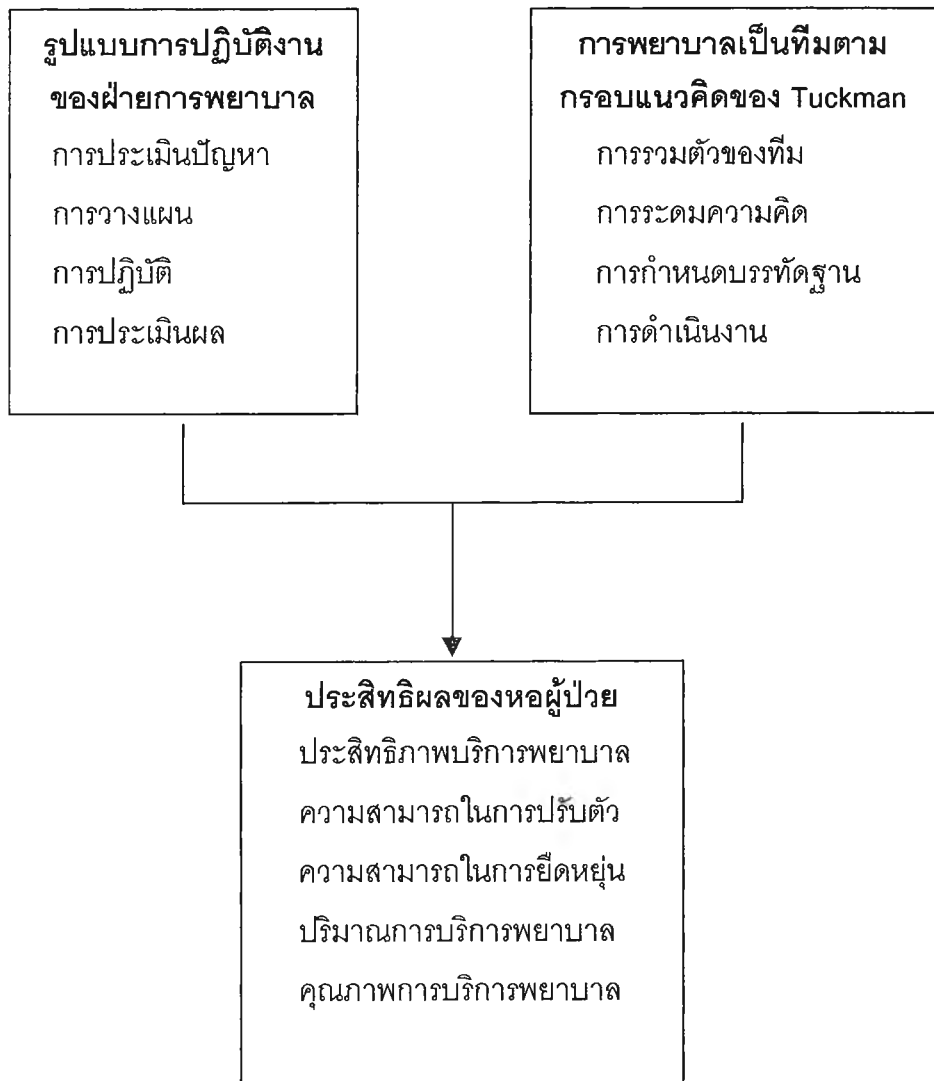 รูปแบบการปฏิบัติงาน
ของฝ่ายการพยาบาล
การประเมินปัญหา
การวางแผน
การปฏิบัติ
การประเมินผล
การพยาบาลเป็นทีมตาม
กรอบแนวคิดของ Tuckman
การรวมตัวของทีม
การระดมความคิด
การกำหนดบรรทัดฐาน
การดำเนินงาน
ประสิทธิผลของหอผู้ป่วย
ประสิทธิภาพบริการพยาบาล
ความสามารถในการปรับตัว
ความสามารถในการยืดหยุ่น
ปริมาณการบริการพยาบาล
คุณภาพการบริการพยาบาล